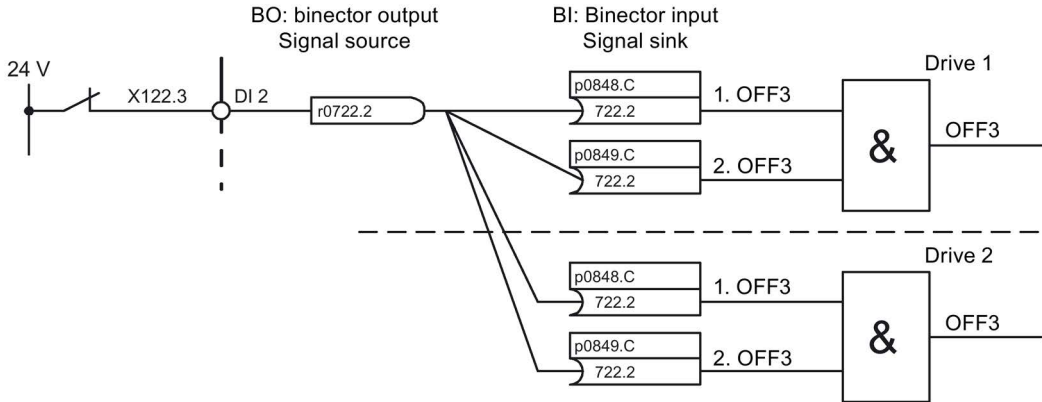 BO: binector output
Signal source
BI: Binector input
Signal sink
24 V
X122.3
DI 2
r0722.2
Drive 1
p0848.C
722.2
1. OFF3
p0849.C
722.2
2. OFF3
&
OFF3
Drive 2
p0848.C
722.2
1. OFF3
p0849.C
722.2
2. OFF3
&
OFF3